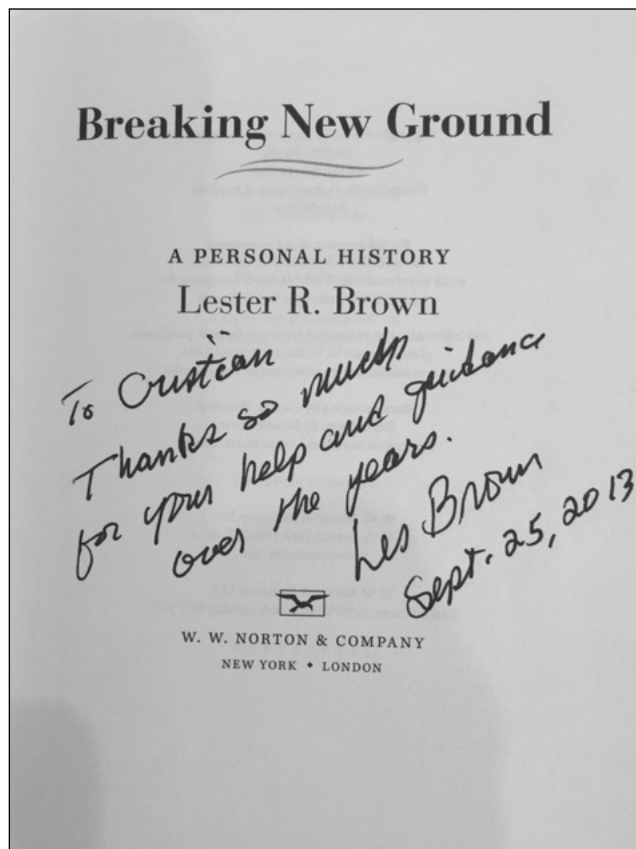 Breaking New Ground
A PERSONAL HISTORY
Lester R. Brown
To Cristian
Thanks so much
for your help and guidance
over the years.
Les Brown
Sept. 25, 2013
W. W. NORTON & COMPANY
NEW YORK • LONDON